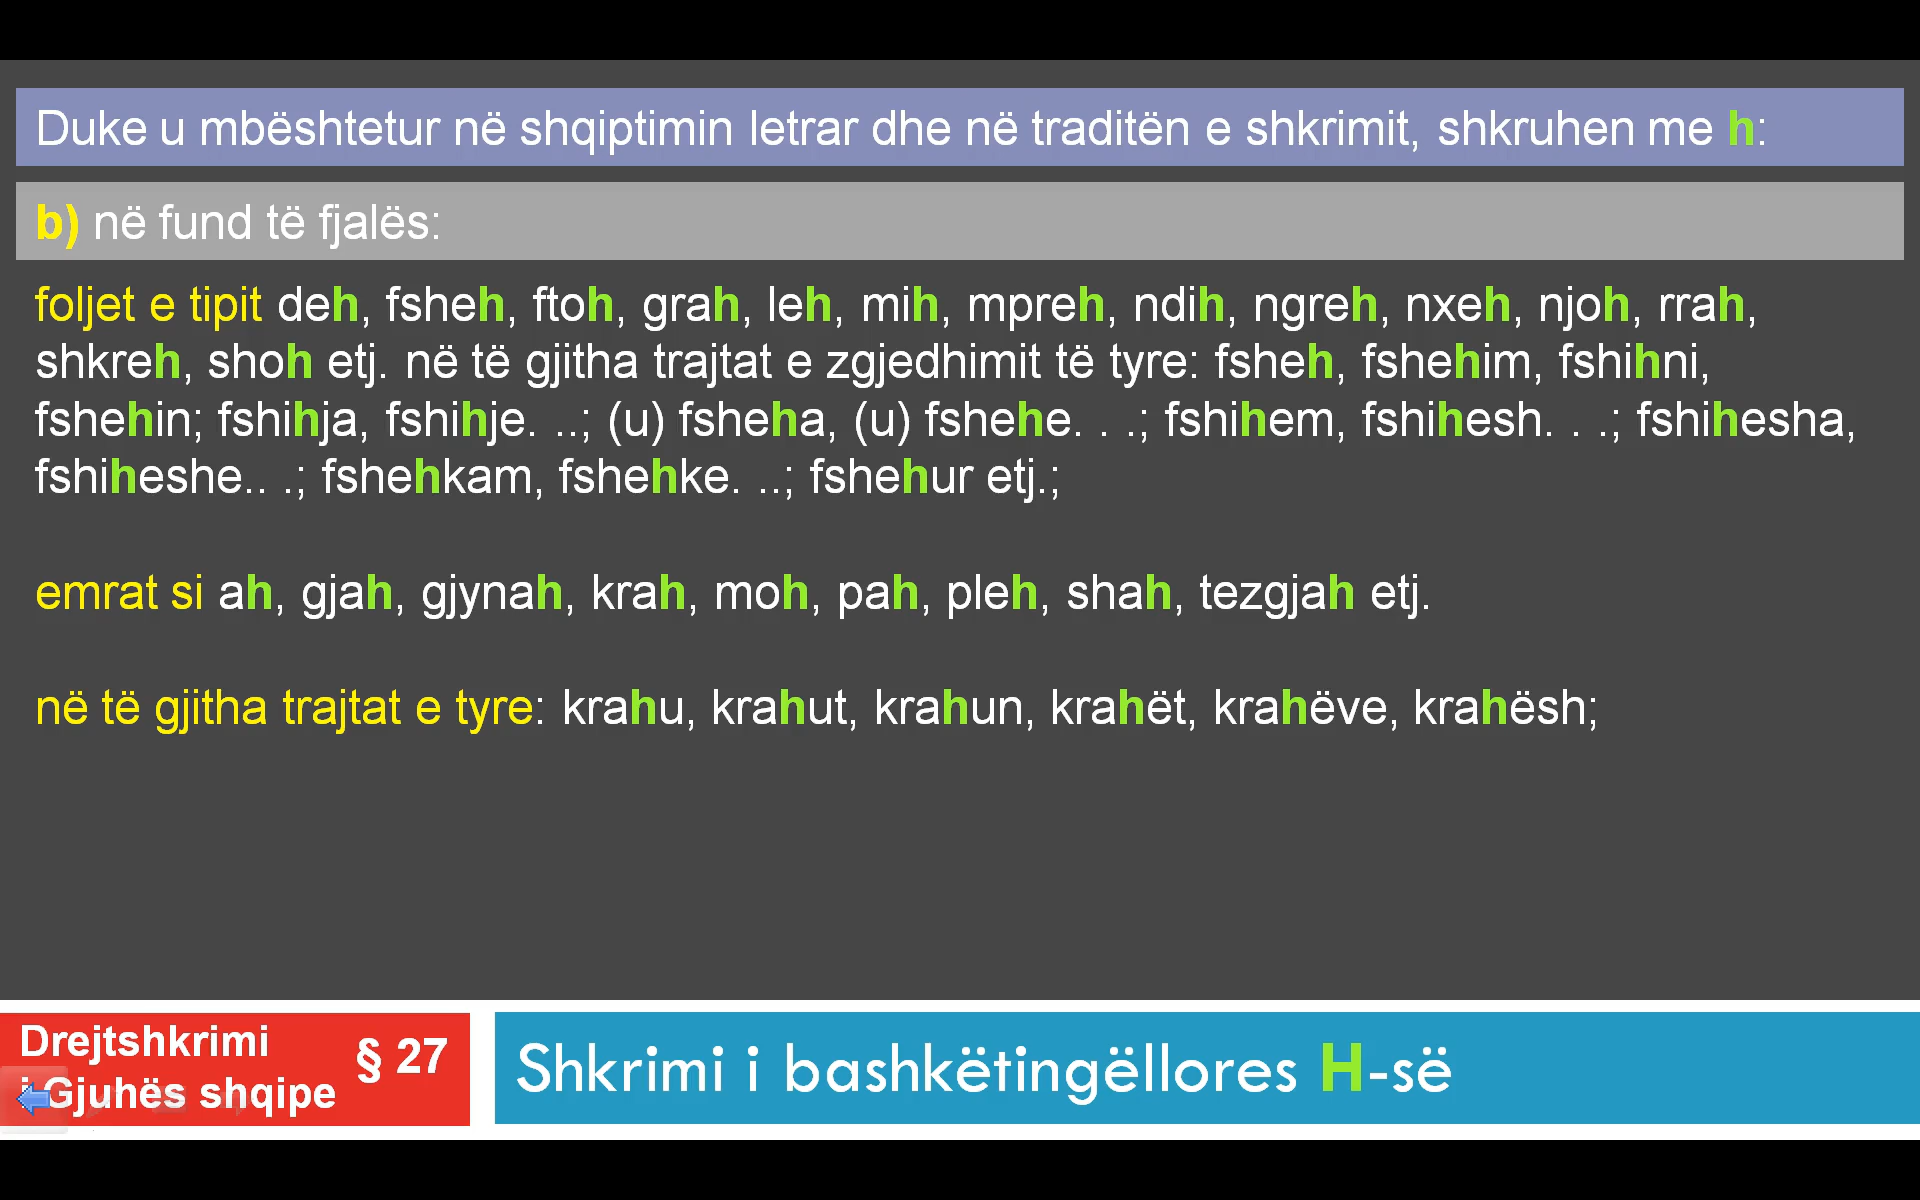 Duke u mbështetur në shqiptimin letrar dhe në traditën e shkrimit, shkruhen me h:
b) në fund të fjalës:
foljet e tipit deh, fsheh, ftoh, grah, leh, mih, mpreh, ndih, ngreh, nxeh, njoh, rrah,
shkreh, shoh etj. në të gjitha trajtat e zgjedhimit të tyre: fsheh, fshehim, fshihni,
fshehin; fshihja, fshihje. ..; (u) fsheha, (u) fshehe. . .; fshihem, fshihesh. . .; fshihesha,
fshiheshe.. .; fshehkam, fshehke. ..; fshehur etj.;
emrat si ah, gjah, gjynah, krah, moh, pah, pleh, shah, tezgjah etj.
në të gjitha trajtat e tyre: krahu, krahut, krahun, krahët, krahëve, krahësh;
Drejtshkrimi
i Gjuhës shqipe
§ 27
Shkrimi i bashkëtingëllores H-së